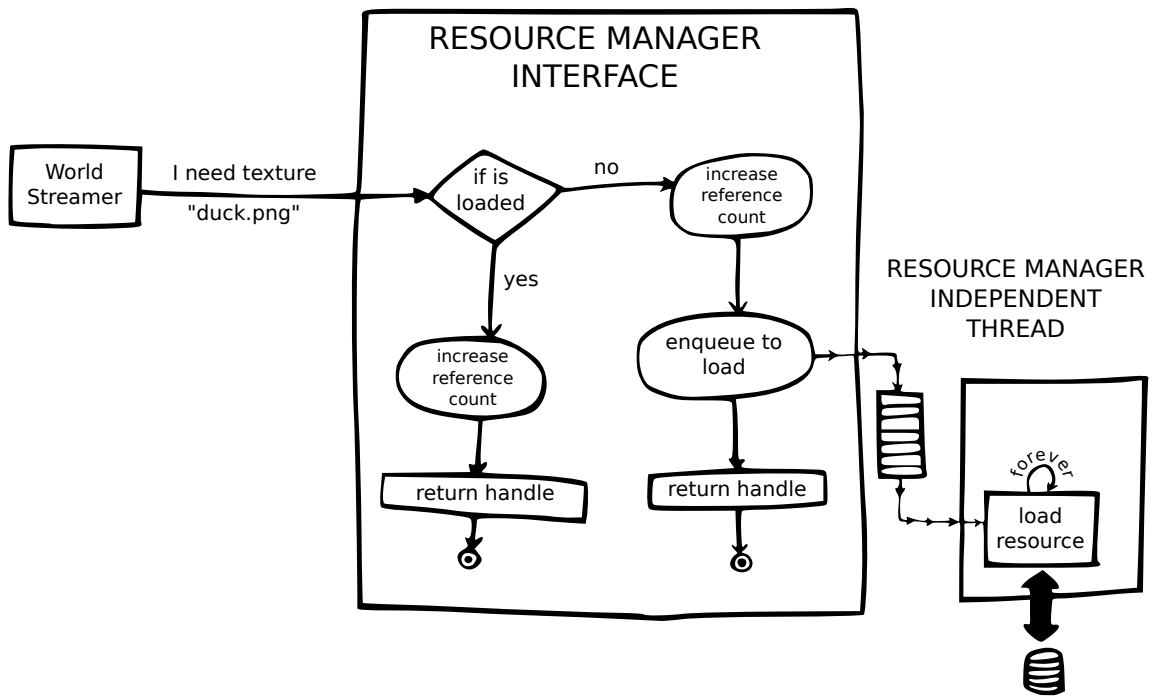 RESOURCE MANAGER
INTERFACE
World
Streamer
I need texture
"duck.png"
if is
loaded
no
increase
reference
count
yes
increase
reference
count
enqueue to
load
return handle
return handle
RESOURCE MANAGER
INDEPENDENT
THREAD
forever
load
resource